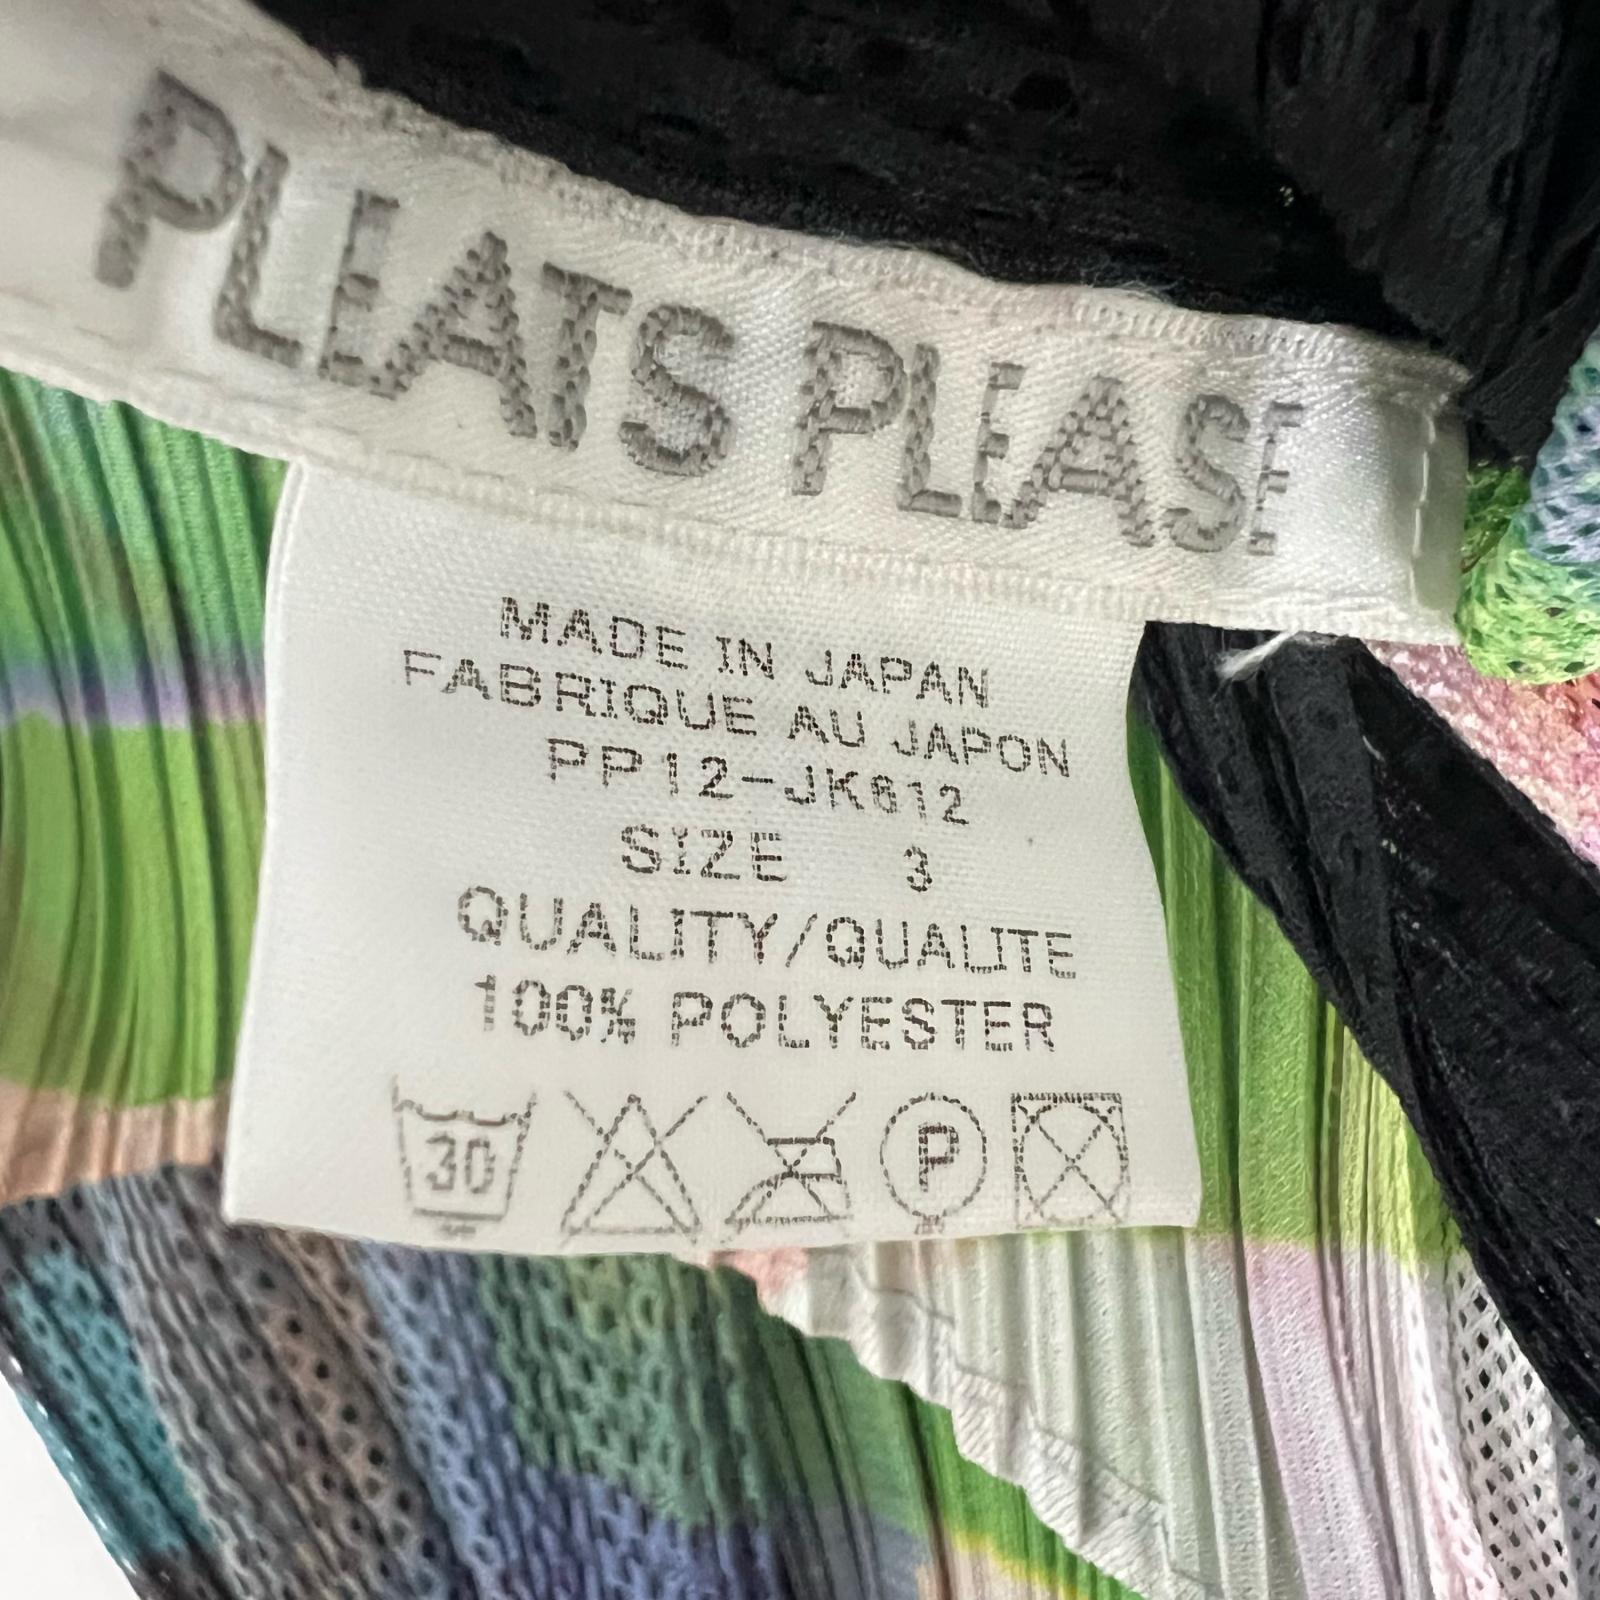 PLEATS PLEASE
MADE IN JAPAN
FABRIQUE AU JAPON
PP12-JK612
SIZE 3
QUALITY/QUALITE
100% POLYESTER
30 P